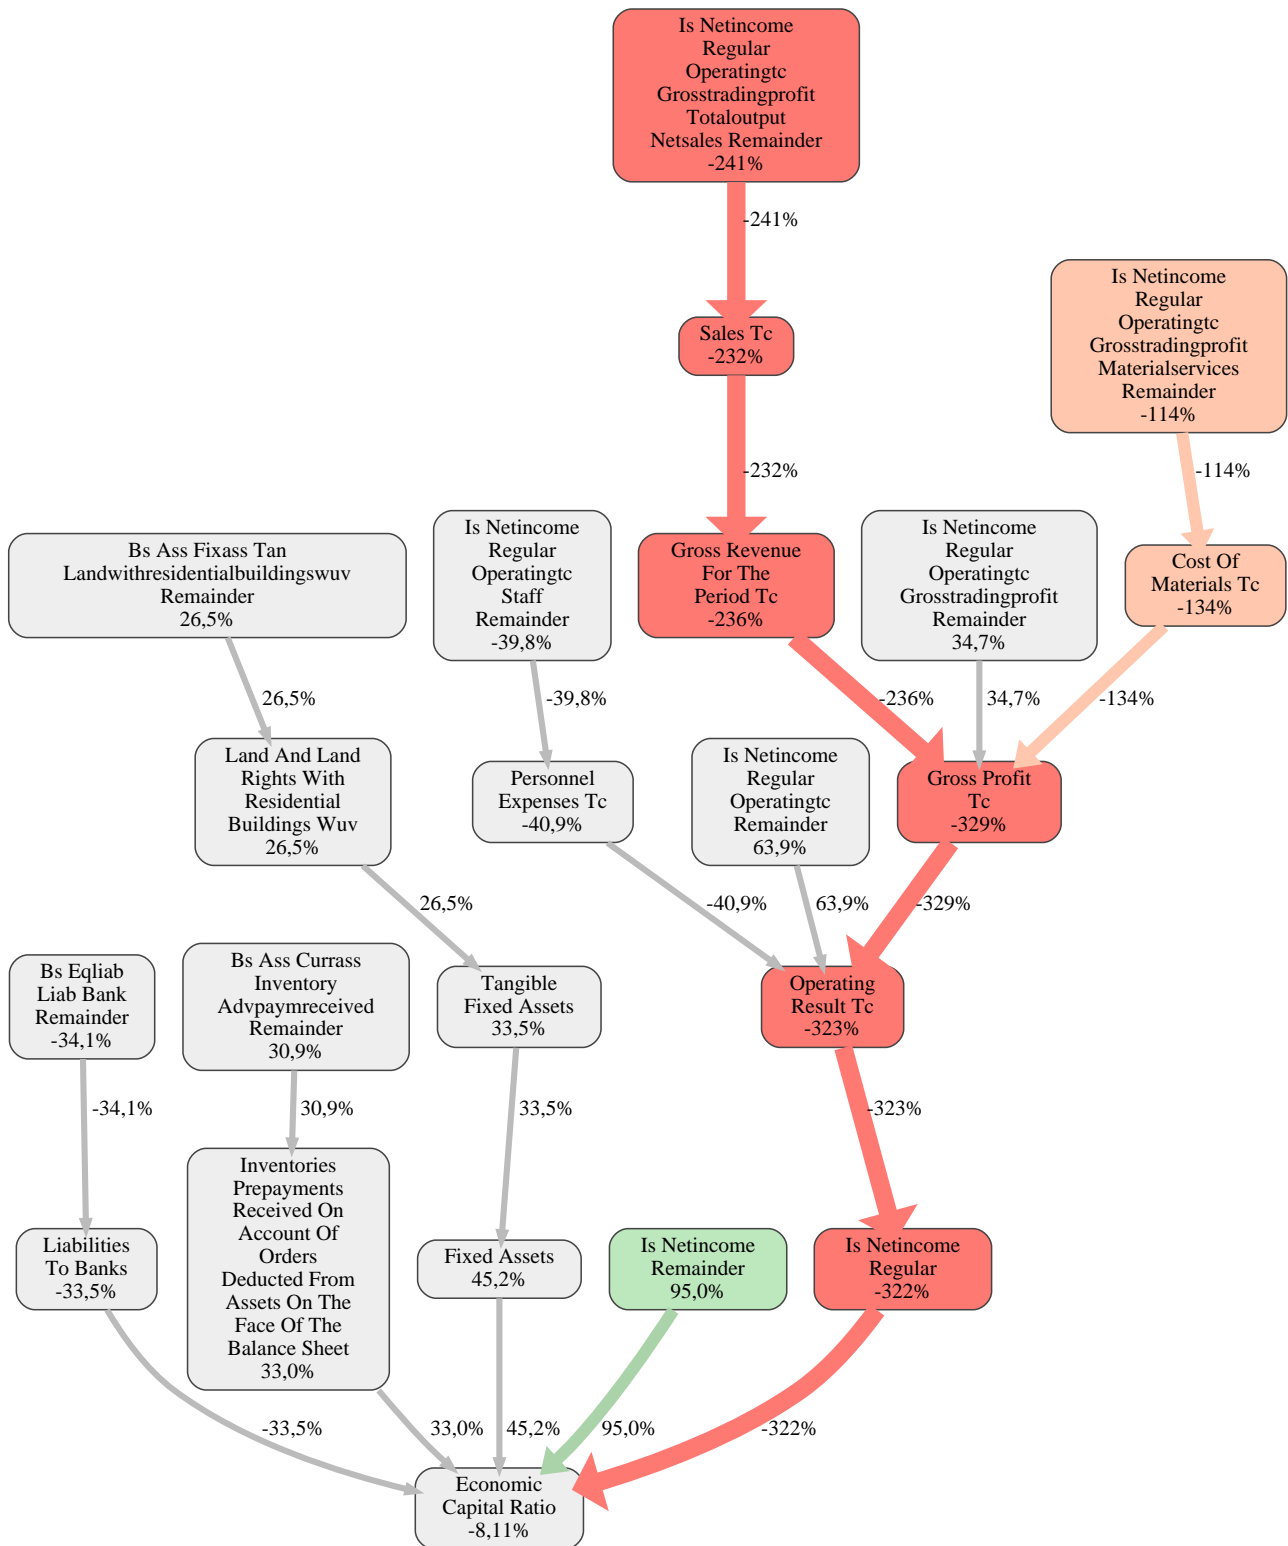 Is Netincome
Regular
Operatingtc
Grosstradingprofit
Totaloutput
Netsales Remainder
-241%
-241%
Sales Tc
-232%
Is Netincome
Regular
Operatingtc
Grosstradingprofit
Materialservices
Remainder
-114%
-232%
-114%
Bs Ass Fixass Tan
Landwithresidentialbuildingswuv
Remainder
26,5%
Is Netincome
Regular
Operatingtc
Staff
Remainder
-39,8%
Gross Revenue
For The
Period Tc
-236%
Is Netincome
Regular
Operatingtc
Grosstradingprofit
Remainder
34,7%
Cost Of
Materials Tc
-134%
26,5%
-39,8%
-236%
34,7%
-134%
Land And Land
Rights With
Residential
Buildings Wuv
26,5%
Personnel
Expenses Tc
-40,9%
Is Netincome
Regular
Operatingtc
Remainder
63,9%
Gross Profit
Tc
-329%
26,5%
-40,9%
63,9%
-329%
Bs Eqliab
Liab Bank
Remainder
-34,1%
Bs Ass Currass
Inventory
Advpaymreceived
Remainder
30,9%
Tangible
Fixed Assets
33,5%
Operating
Result Tc
-323%
-34,1%
30,9%
33,5%
-323%
Liabilities
To Banks
-33,5%
Inventories
Prepayments
Received On
Account Of
Orders
Deducted From
Assets On The
Face Of The
Balance Sheet
33,0%
Fixed Assets
45,2%
Is Netincome
Remainder
95,0%
Is Netincome
Regular
-322%
-33,5%
33,0%
45,2%
95,0%
-322%
Economic
Capital Ratio
-8,11%